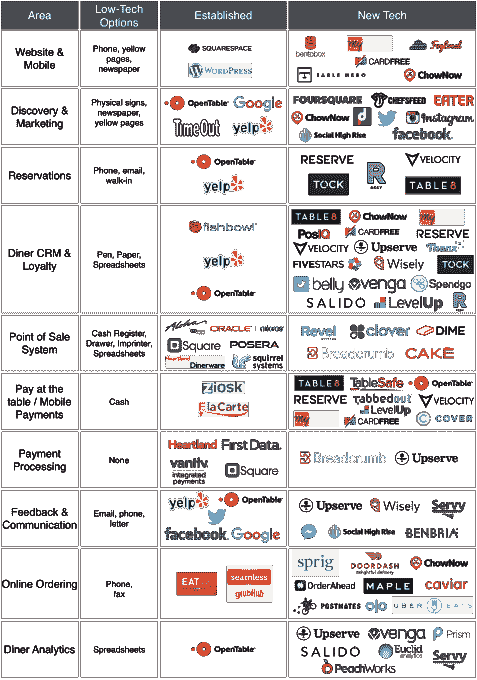 Area
Low-Tech
Options
Established
New Tech
Website &
Mobile
Phone, yellow
pages,
newspaper
SQUARESPACE
WORDPRESS
bentobox
CARDFREE
TABLE HERO
ChowNow
Discovery &
Marketing
Physical signs,
newspaper,
yellow pages
OpenTable
Google
TimeOut
yelp
FOURSQUARE
CHEFSFEED
EATER
ChowNow
Instagram
Social High Rise
facebook
Reservations
Phone, email,
walk-in
OpenTable
yelp
RESERVE
VELOCITY
TOCK
RESY
TABLE8
Diner CRM &
Loyalty
Pen, Paper,
Spreadsheets
fishbowl
yelp
OpenTable
TABLE8
ChowNow
PosIQ
CARDFREE
RESERVE
VELOCITY
Upserve
Thanx
FIVESTARS
Wisely
TOCK
belly
venga
Spendgo
SALIDO
LevelUp
RESY
Point of Sale
System
Cash Register,
Drawer, Imprinter,
Spreadsheets
Aloha
ORACLE
micros
Square
POSERA
Heartland
Dinerware
squirrel
systems
Revel
clover
DIME
Breadcrumb
CAKE
Pay at the
table / Mobile
Payments
Cash
Ziosk
E la Carte
TABLE8
TableSafe
OpenTable
RESERVE
tabbedout
VELOCITY
LevelUp
CARDFREE
COVER
Payment
Processing
None
Heartland
First Data.
vantiv
integrated
payments
Square
Breadcrumb
Upserve
Feedback &
Communication
Email, phone,
letter
yelp
OpenTable
facebook
Google
Upserve
Wisely
Servy
Social High Rise
BENBRIA
Online Ordering
Phone,
fax
EAT
seamless
grubHub
sprig
DOORDASH
ChowNow
OrderAhead
MAPLE
caviar
POSTMATES
olo
UBER EATS
Diner Analytics
Spreadsheets
OpenTable
Upserve
venga
Prism
SALIDO
Euclid
analytics
Servy
PeachWorks